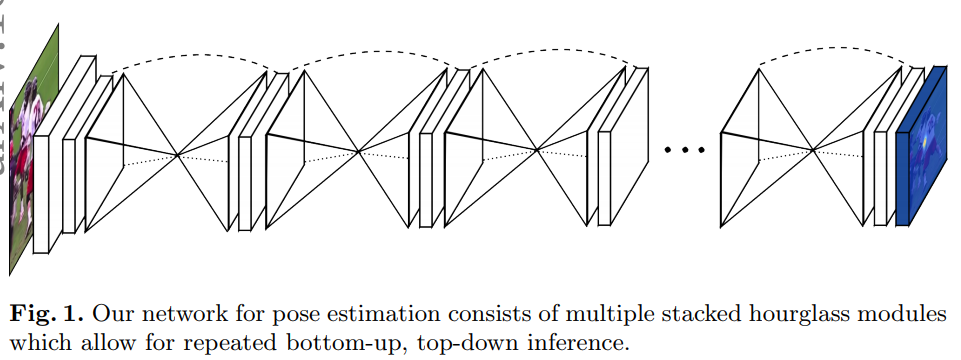 Fig. 1. Our network for pose estimation consists of multiple stacked hourglass modules
which allow for repeated bottom-up, top-down inference.